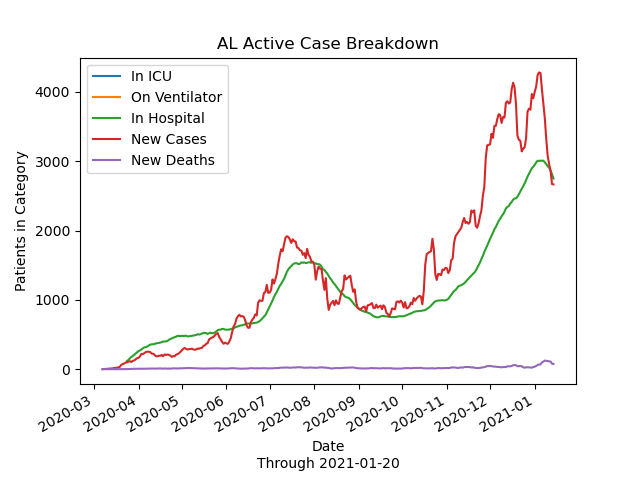 AL Active Case Breakdown
In ICU
On Ventilator
In Hospital
New Cases
New Deaths
Patients in Category
4000
3000
2000
1000
0
2020-03
2020-04
2020-05
2020-06
2020-07
2020-08
2020-09
2020-10
2020-11
2020-12
2021-01
Date
Through 2021-01-20